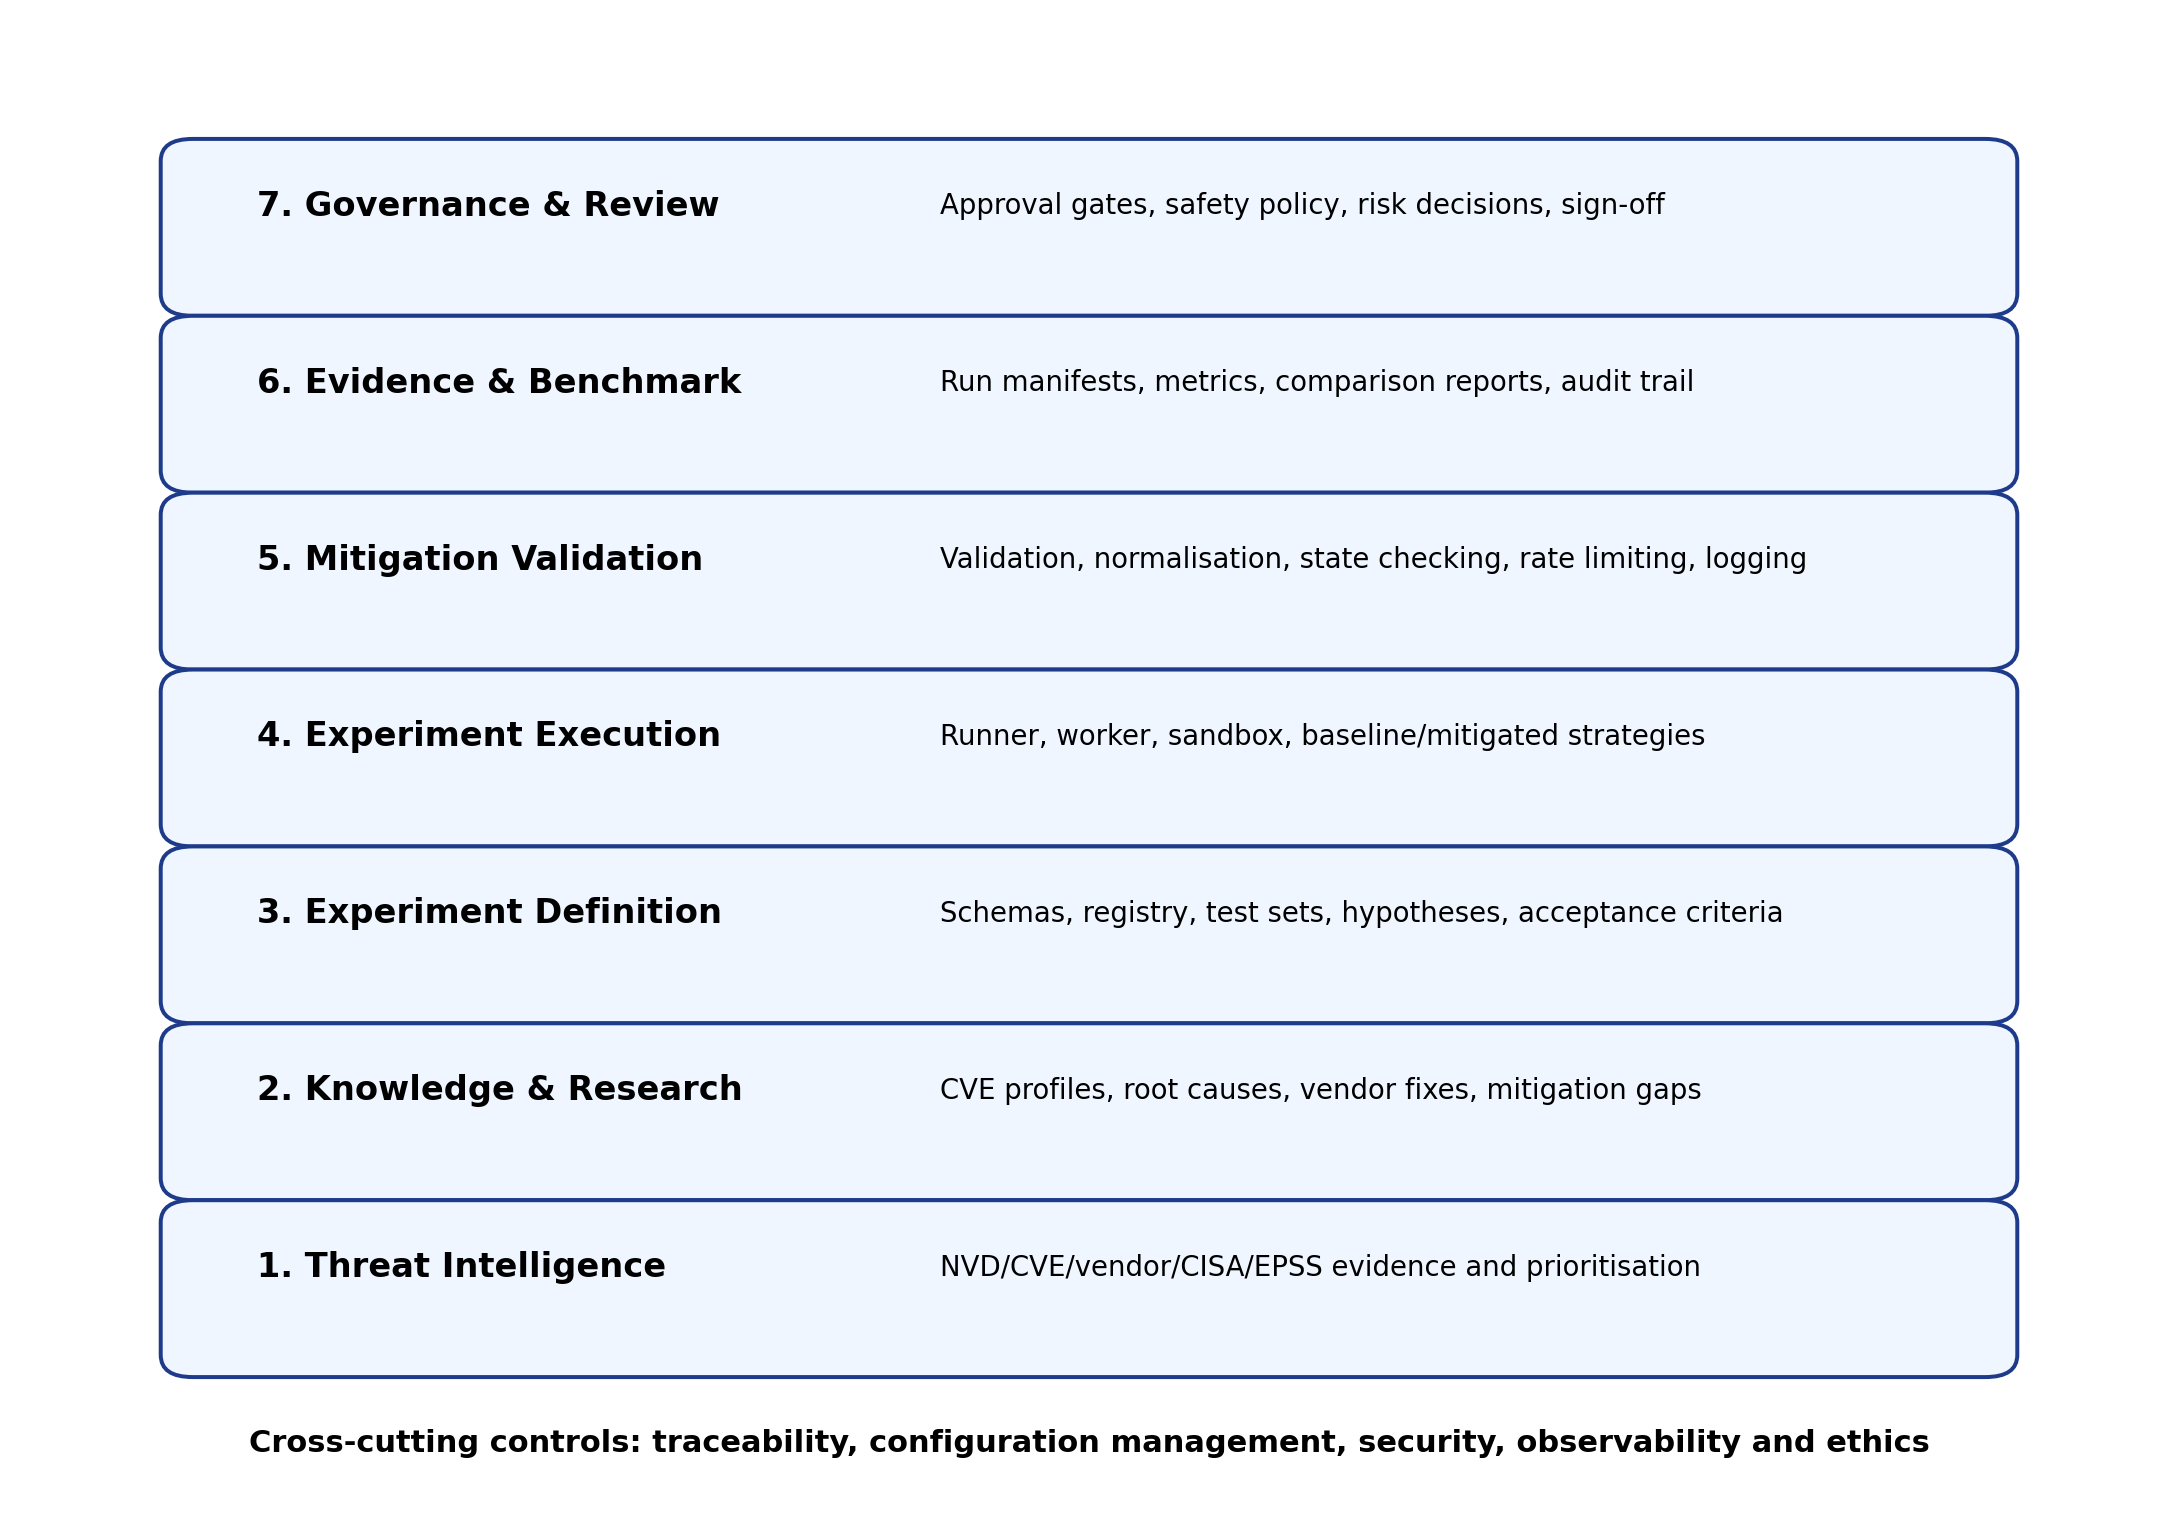 7. Governance & Review Approval gates, safety policy, risk decisions, sign-off
6. Evidence & Benchmark Run manifests, metrics, comparison reports, audit trail
5. Mitigation Validation Validation, normalisation, state checking, rate limiting, logging
4. Experiment Execution Runner, worker, sandbox, baseline/mitigated strategies
3. Experiment Definition Schemas, registry, test sets, hypotheses, acceptance criteria
2. Knowledge & Research CVE profiles, root causes, vendor fixes, mitigation gaps
1. Threat Intelligence NVD/CVE/vendor/CISA/EPSS evidence and prioritisation
Cross-cutting controls: traceability, configuration management, security, observability and ethics